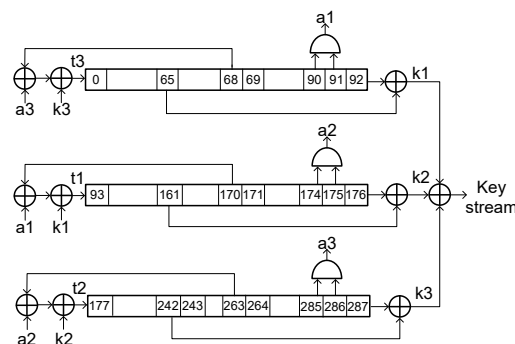 a1
t3
0 65 68 69 90 91 92
k1
a3 k3
a2
t1
93 161 170 171 174 175 176
k2
Key
stream
a1 k1
a3
t2
177 242 243 263 264 285 286 287
k3
a2 k2